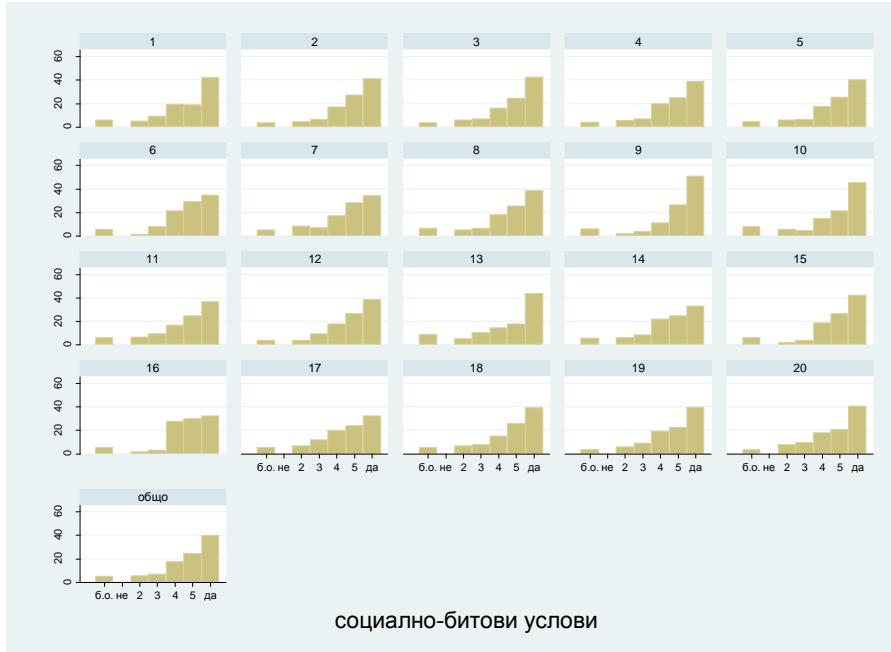 1 2 3 4 5
0 20 40 60
6 7 8 9 10
0 20 40 60
11 12 13 14 15
0 20 40 60
16 17 18 19 20
0 20 40 60
б.о. не 2 3 4 5 да б.о. не 2 3 4 5 да б.о. не 2 3 4 5 да б.о. не 2 3 4 5 да
общо
0 20 40 60
б.о. не 2 3 4 5 да
социално-битови услови